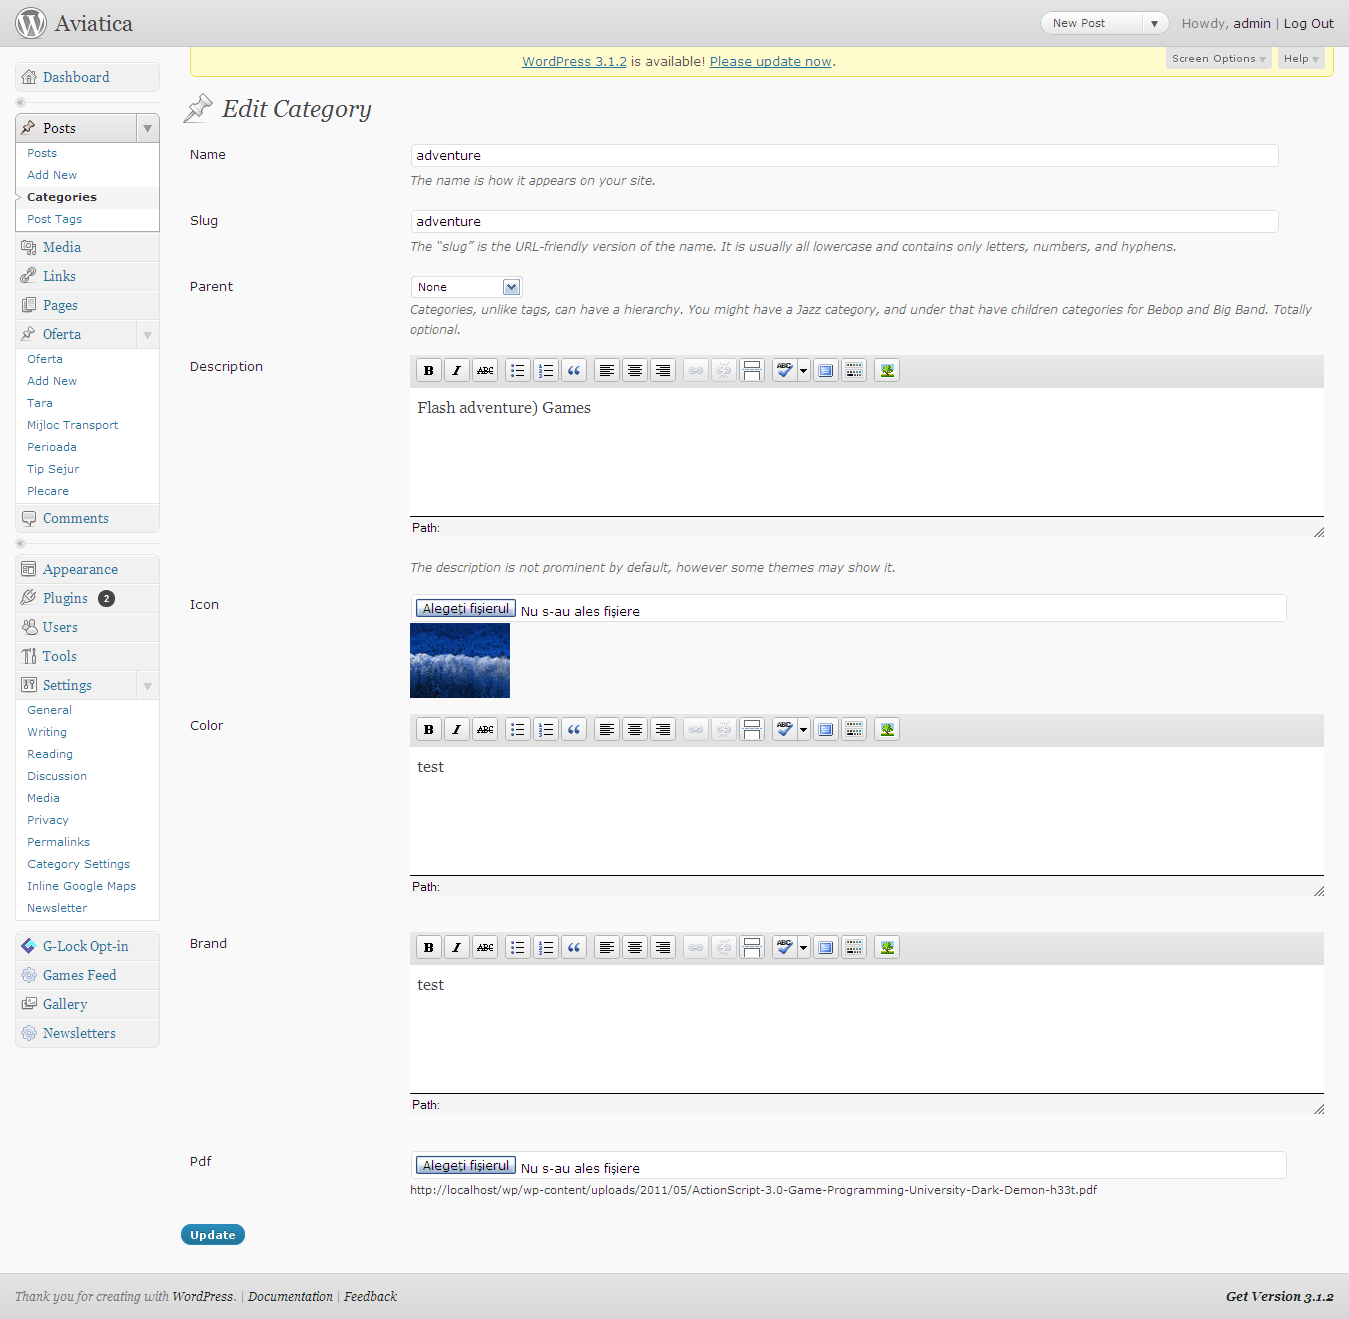 Aviatica
New Post
Howdy, admin | Log Out
WordPress 3.1.2 is available! Please update now.
Screen Options
Help
Dashboard
Posts
Posts
Add New
Categories
Post Tags
Media
Links
Pages
Oferta
Oferta
Add New
Tara
Mijloc Transport
Perioada
Tip Sejur
Plecare
Comments
Appearance
Plugins 2
Users
Tools
Settings
General
Writing
Reading
Discussion
Media
Privacy
Permalinks
Category Settings
Inline Google Maps
Newsletter
G-Lock Opt-in
Games Feed
Gallery
Newsletters
Edit Category
Name
adventure
The name is how it appears on your site.
Slug
adventure
The “slug” is the URL-friendly version of the name. It is usually all lowercase and contains only letters, numbers, and hyphens.
Parent
None
Categories, unlike tags, can have a hierarchy. You might have a Jazz category, and under that have children categories for Bebop and Big Band. Totally
optional.
Description
B I ABC ABC
Flash adventure) Games
Path:
The description is not prominent by default, however some themes may show it.
Icon
Alegeți fișierul Nu s-au ales fișiere
Color
B I ABC ABC
test
Path:
Brand
B I ABC ABC
test
Path:
Pdf
Alegeți fișierul Nu s-au ales fișiere
http://localhost/wp/wp-content/uploads/2011/05/ActionScript-3.0-Game-Programming-University-Dark-Demon-h33t.pdf
Update
Thank you for creating with WordPress. | Documentation | Feedback
Get Version 3.1.2